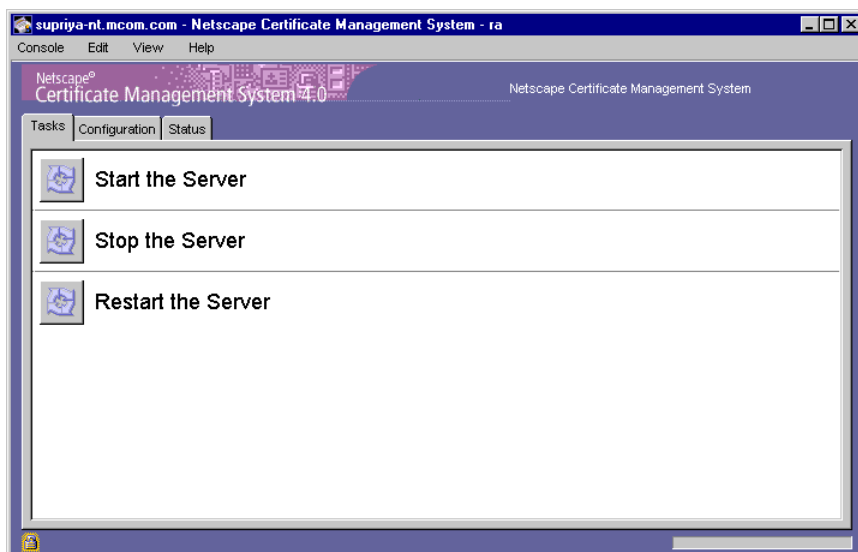 supriya-nt.mcom.com - Netscape Certificate Management System - ra
Console Edit View Help
Netscape®
Certificate Management System 4.0
Netscape Certificate Management System
Tasks Configuration Status
Start the Server
Stop the Server
Restart the Server